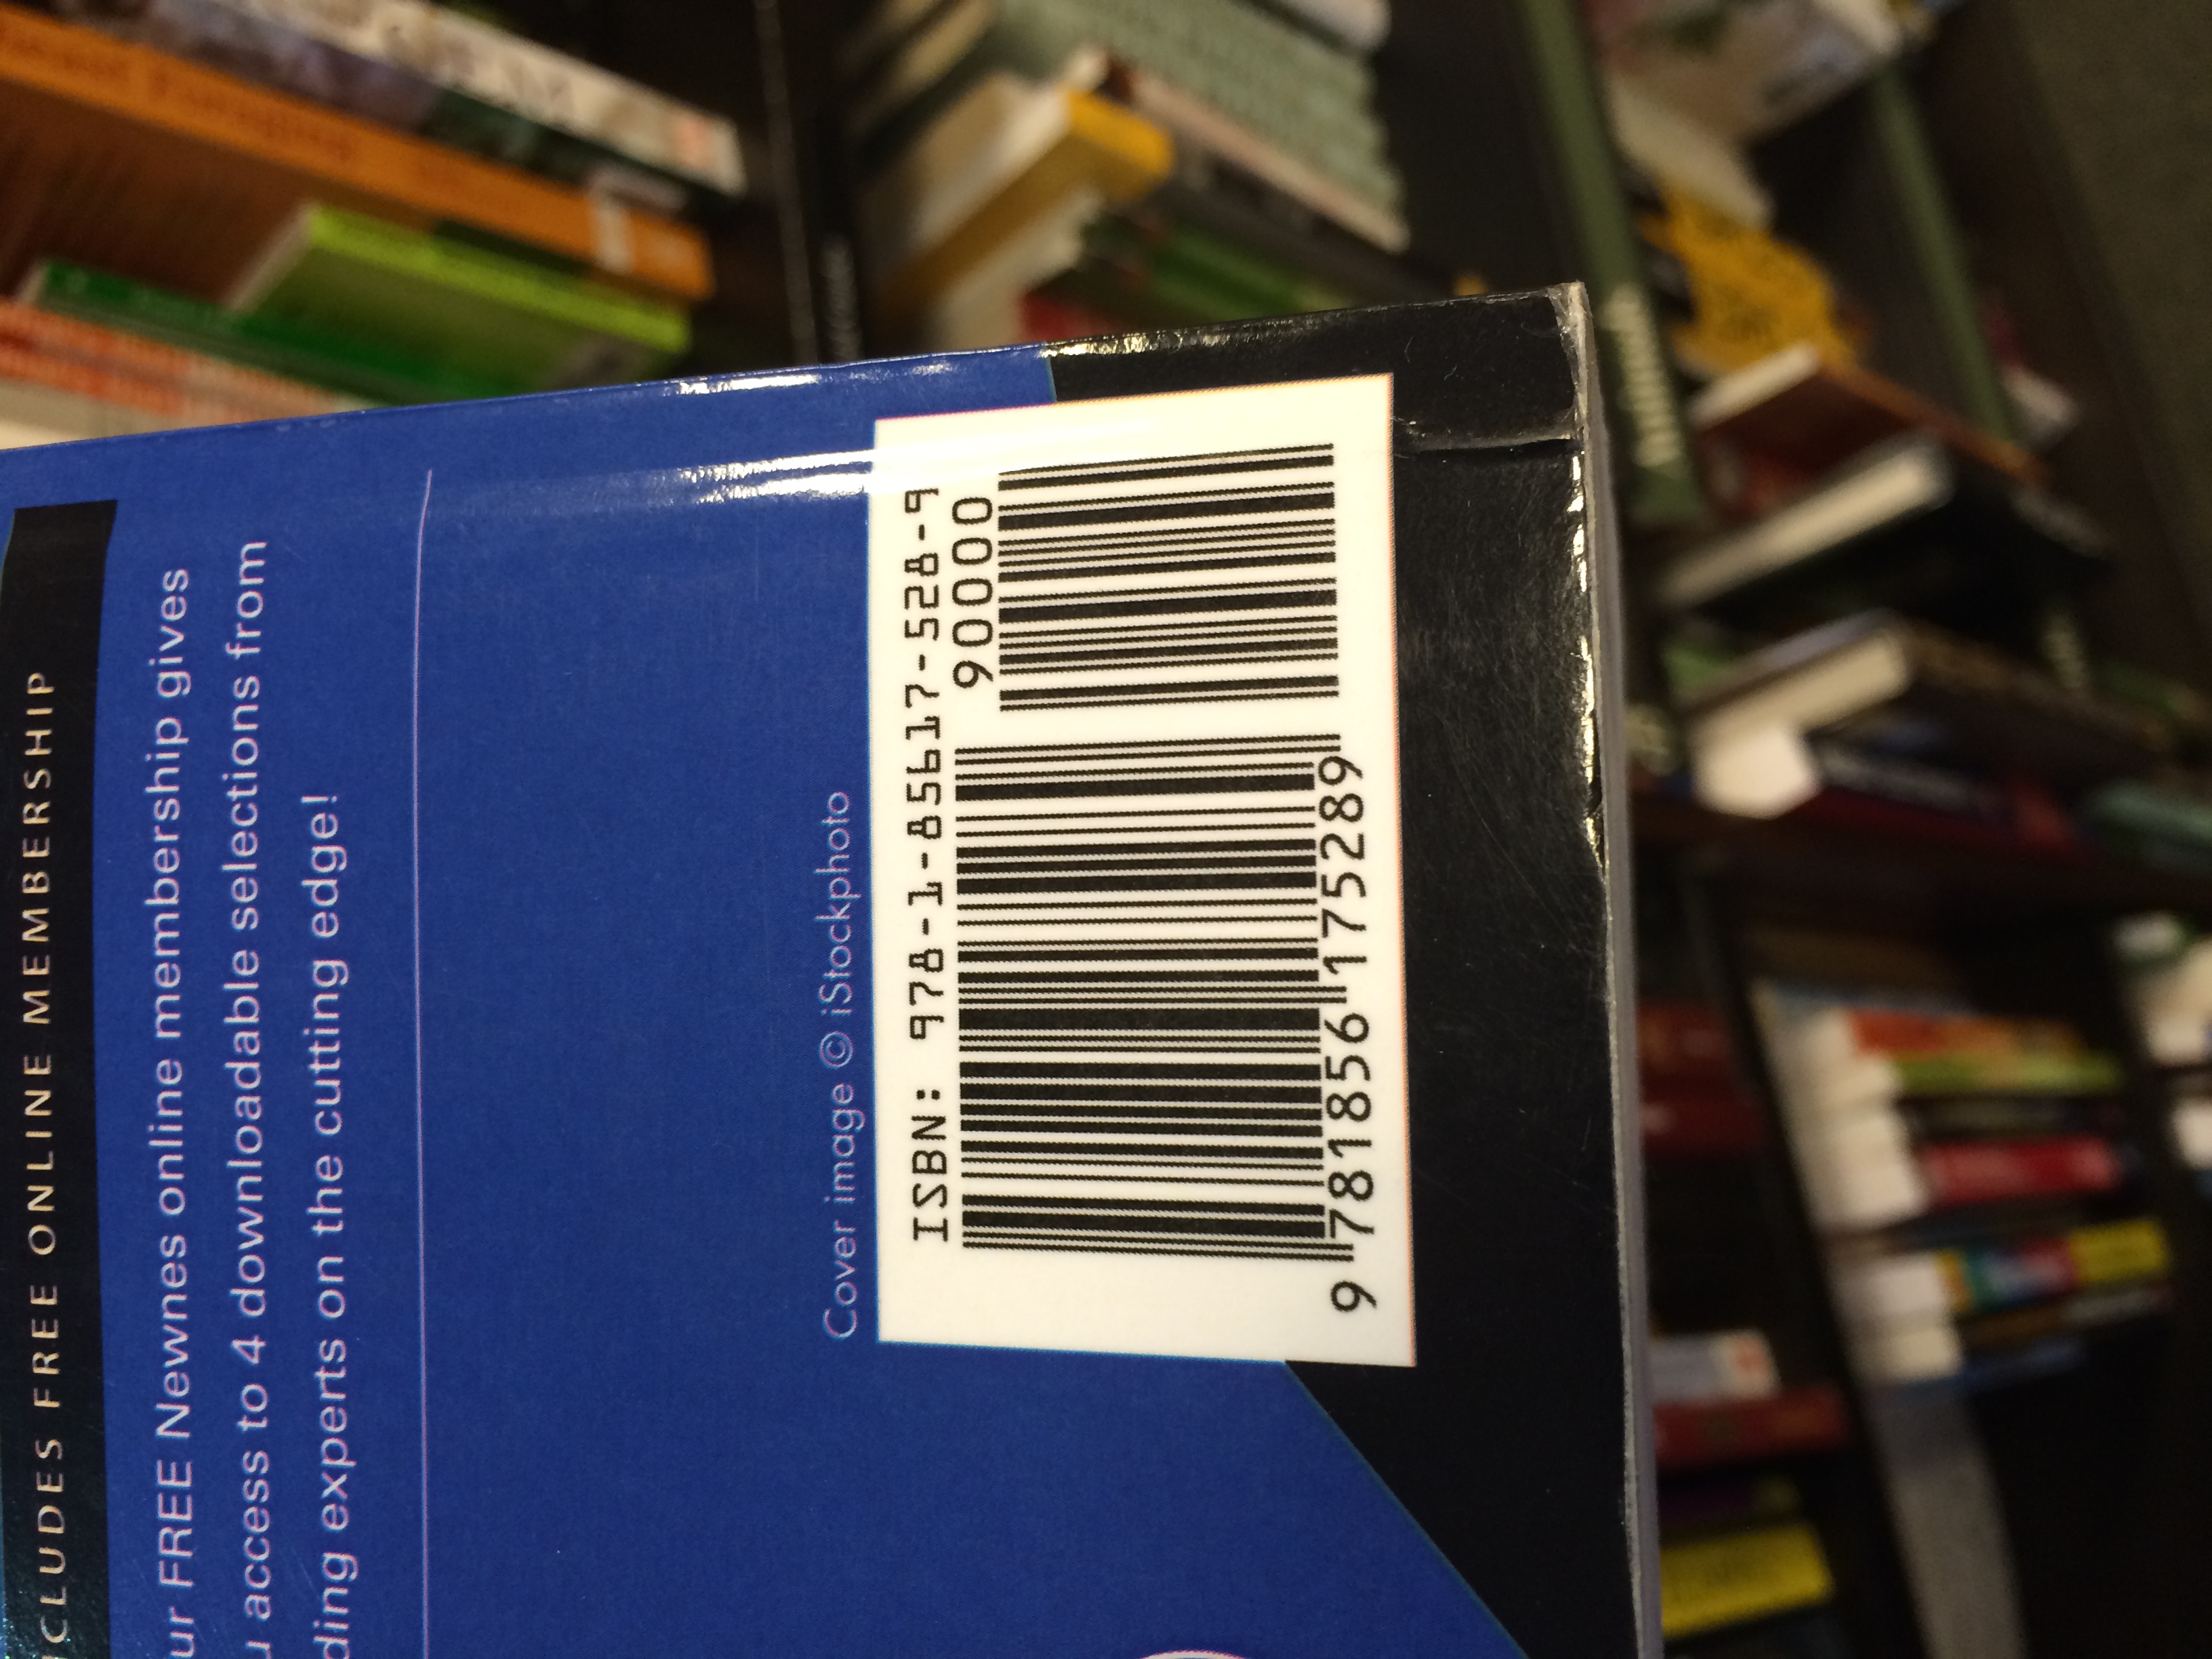 NCLUDES FREE ONLINE MEMBERSHIP
ur FREE Newnes online membership gives
u access to 4 downloadable selections from
ding experts on the cutting edge!
Cover image © iStockphoto
ISBN: 978-1-85617-528-9
90000
9 781856 175289